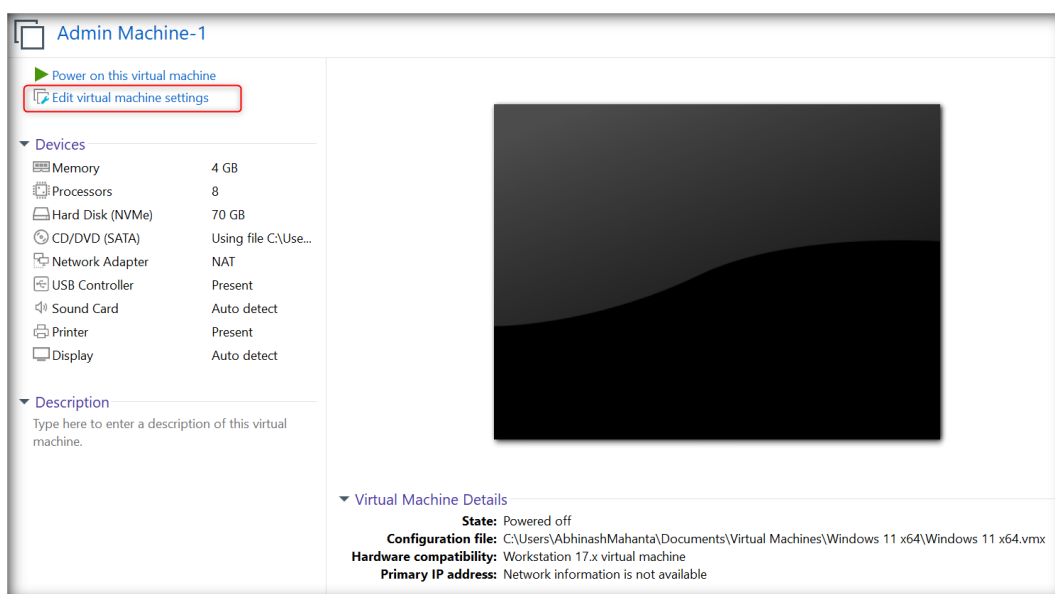 Admin Machine-1
Power on this virtual machine
Edit virtual machine settings
Devices
Memory 4 GB
Processors 8
Hard Disk (NVMe) 70 GB
CD/DVD (SATA) Using file C:\Use...
Network Adapter NAT
USB Controller Present
Sound Card Auto detect
Printer Present
Display Auto detect
Description
Type here to enter a description of this virtual
machine.
Virtual Machine Details
State: Powered off
Configuration file: C:\Users\AbhinashMahanta\Documents\Virtual Machines\Windows 11 x64\Windows 11 x64.vmx
Hardware compatibility: Workstation 17.x virtual machine
Primary IP address: Network information is not available